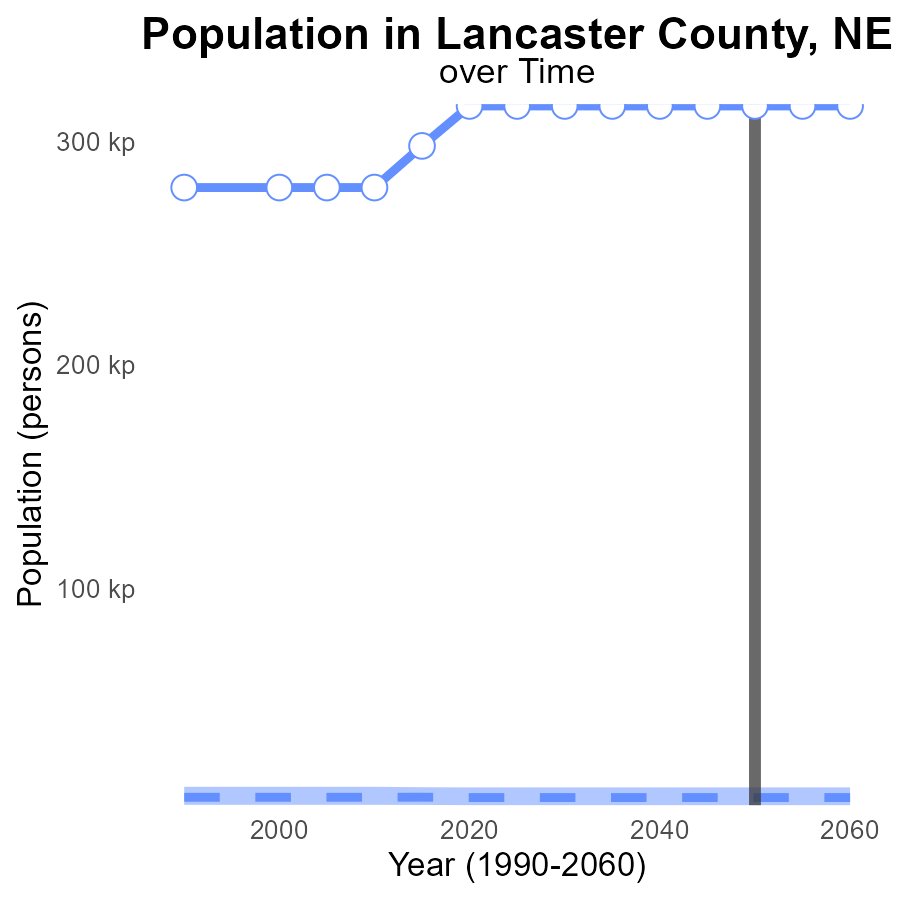 Population in Lancaster County, NE
over Time
300 kp
200 kp
100 kp
Population (persons)
2000
2020
2040
2060
Year (1990-2060)